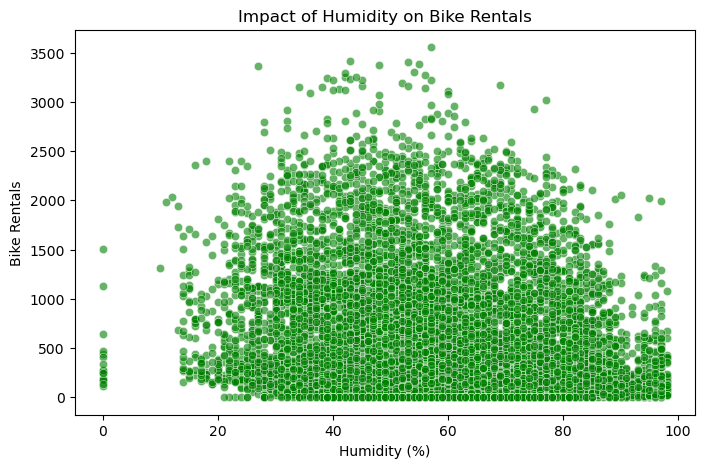 Impact of Humidity on Bike Rentals
Bike Rentals
3500
3000
2500
2000
1500
1000
500
0
0 20 40 60 80 100
Humidity (%)